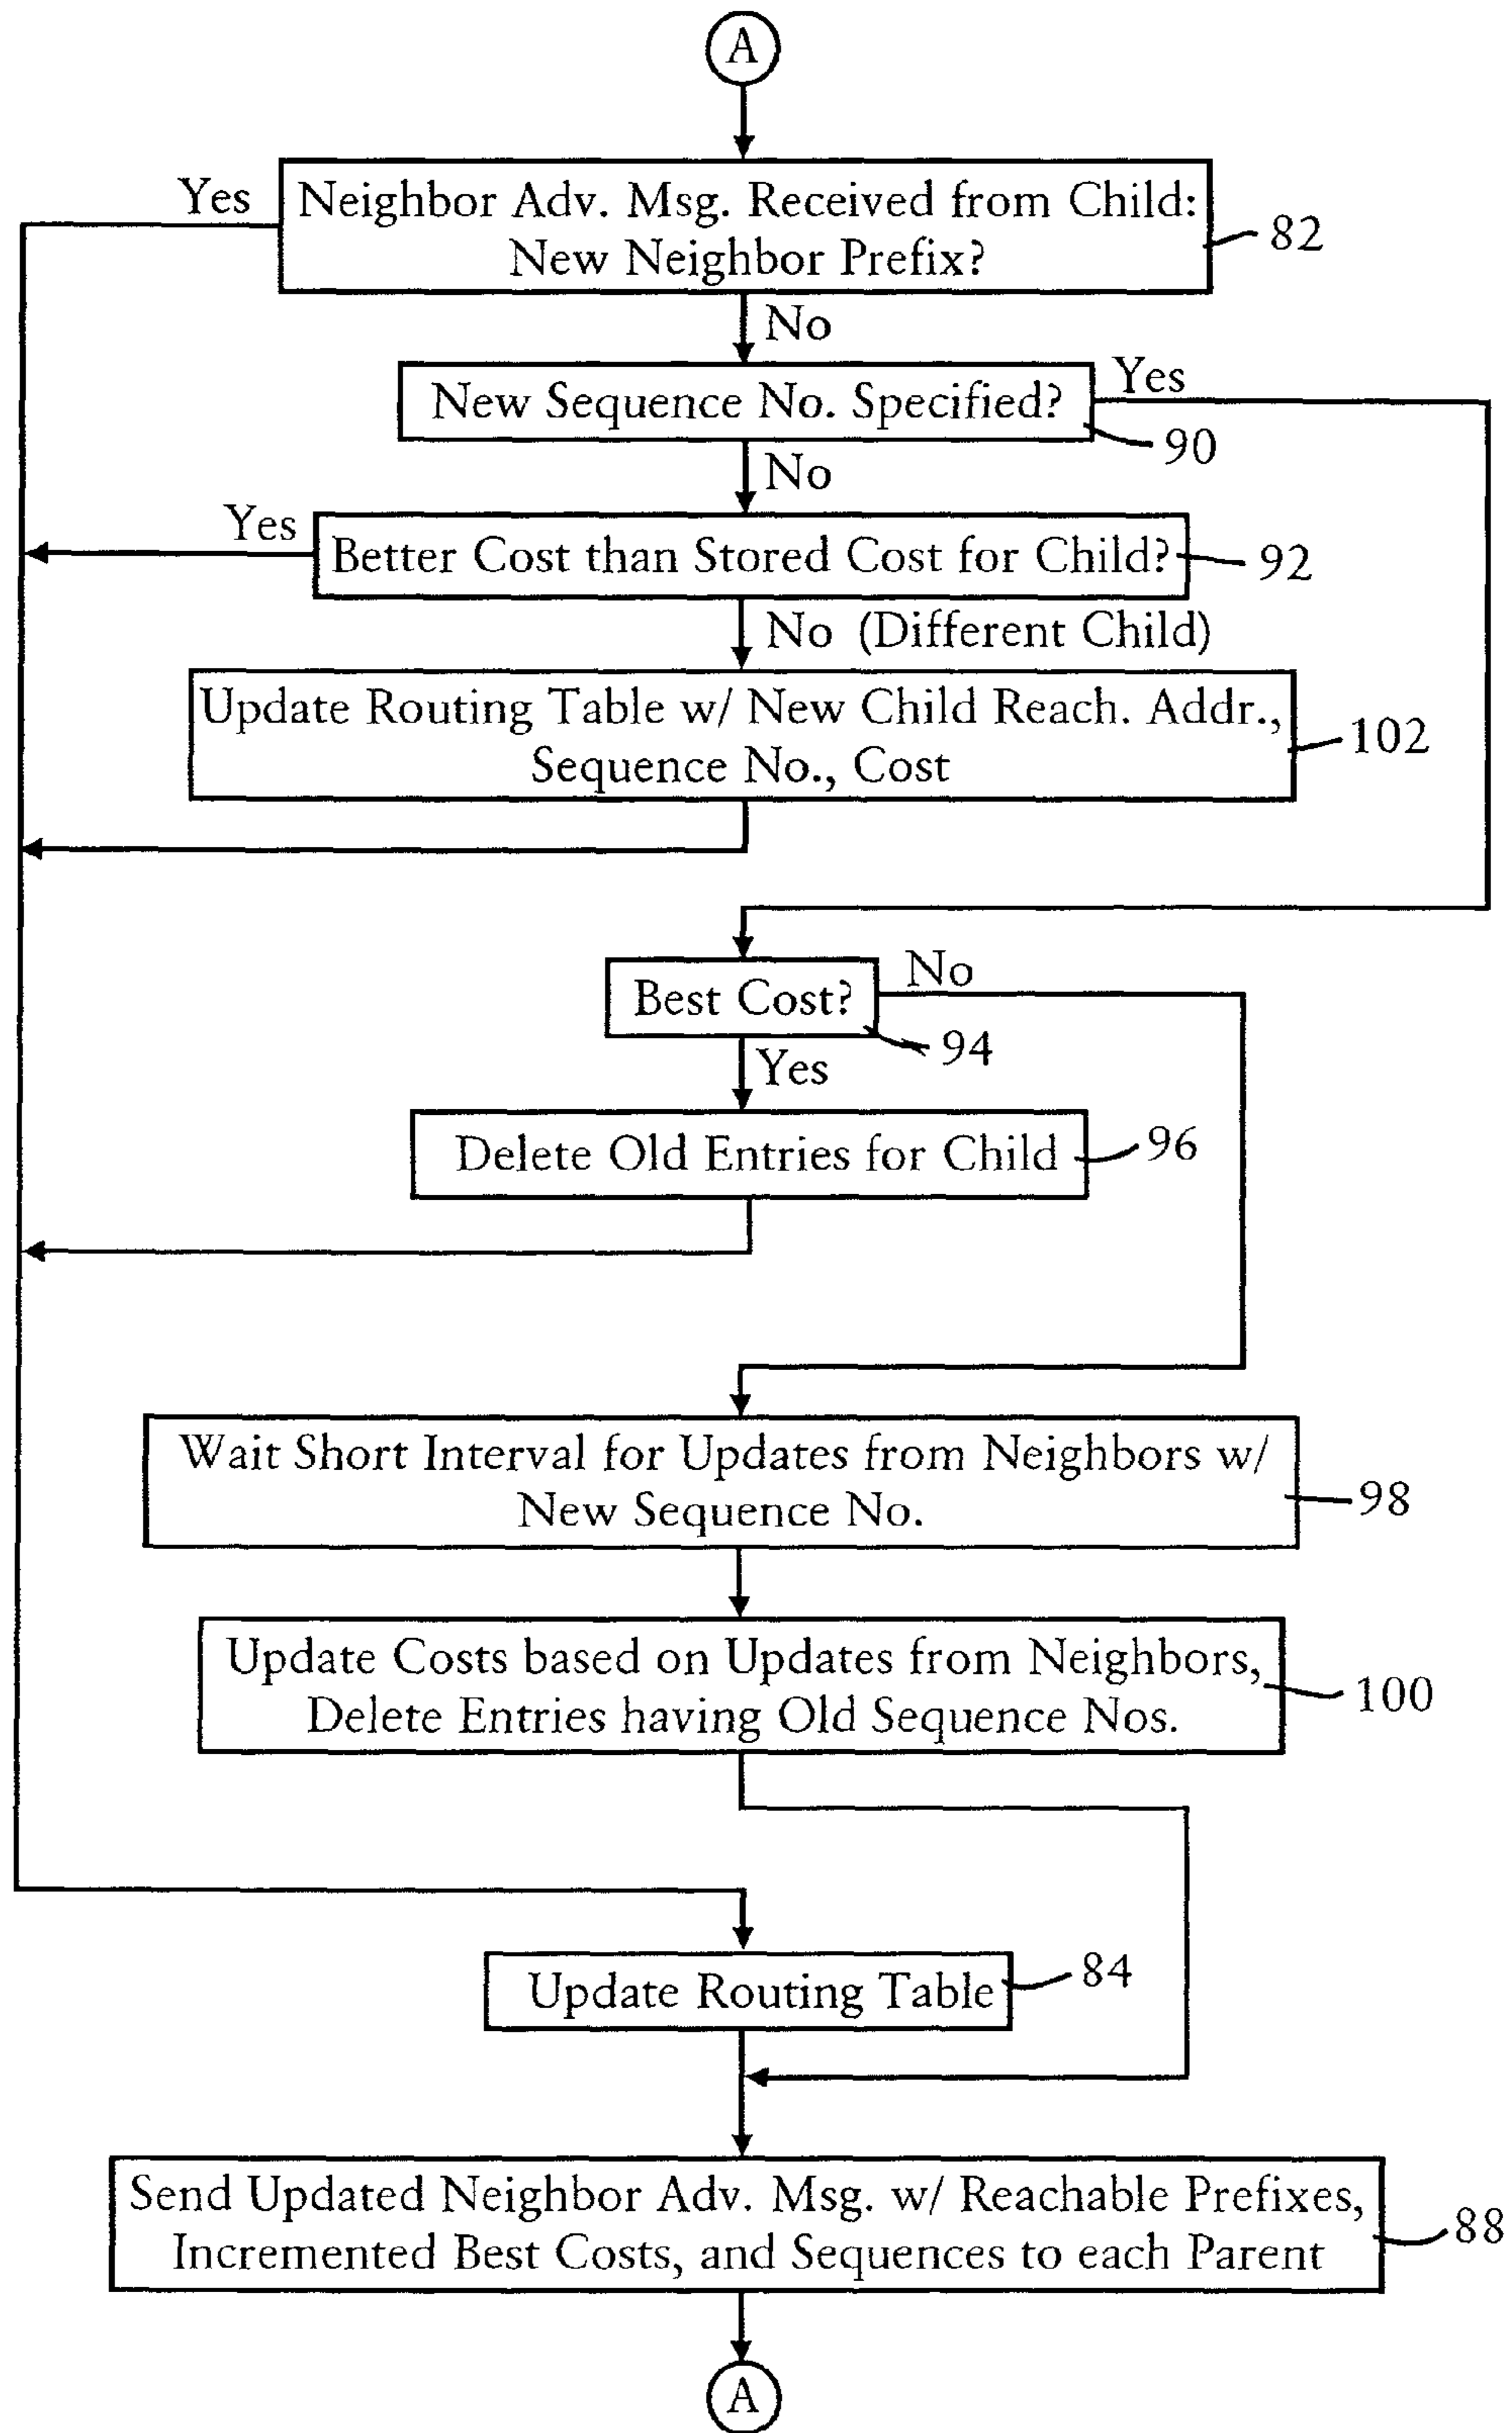 A
Yes
Neighbor Adv. Msg. Received from Child:
New Neighbor Prefix?
82
No
New Sequence No. Specified?
Yes
90
No
Yes
Better Cost than Stored Cost for Child?
92
No (Different Child)
Update Routing Table w/ New Child Reach. Addr.,
Sequence No., Cost
102
Best Cost?
No
94
Yes
Delete Old Entries for Child
96
Wait Short Interval for Updates from Neighbors w/
New Sequence No.
98
Update Costs based on Updates from Neighbors,
Delete Entries having Old Sequence Nos.
100
Update Routing Table
84
Send Updated Neighbor Adv. Msg. w/ Reachable Prefixes,
Incremented Best Costs, and Sequences to each Parent
88
A